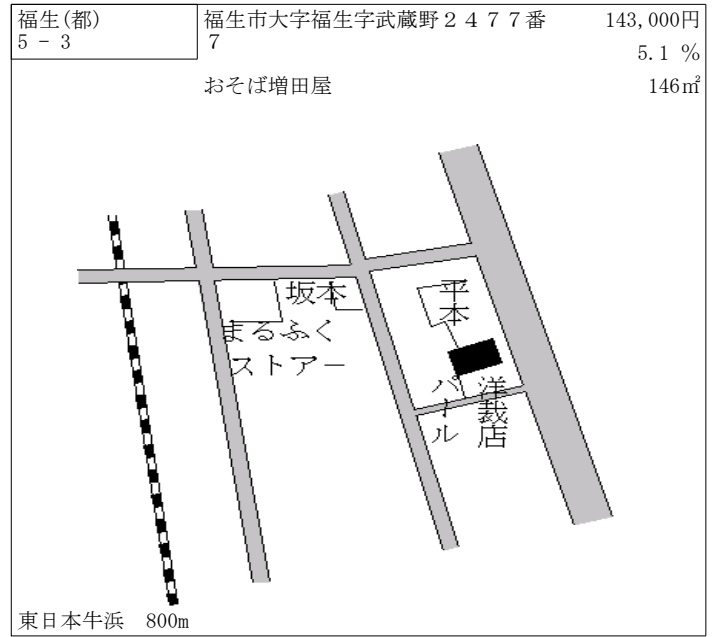 福生(都)
5 - 3
福生市大字福生字武蔵野２４７７番
7
143,000円
5.1 %
おそば増田屋
146㎡
坂本
平本
まるふく
ストアー
パール
洋裁店
東日本牛浜 800m